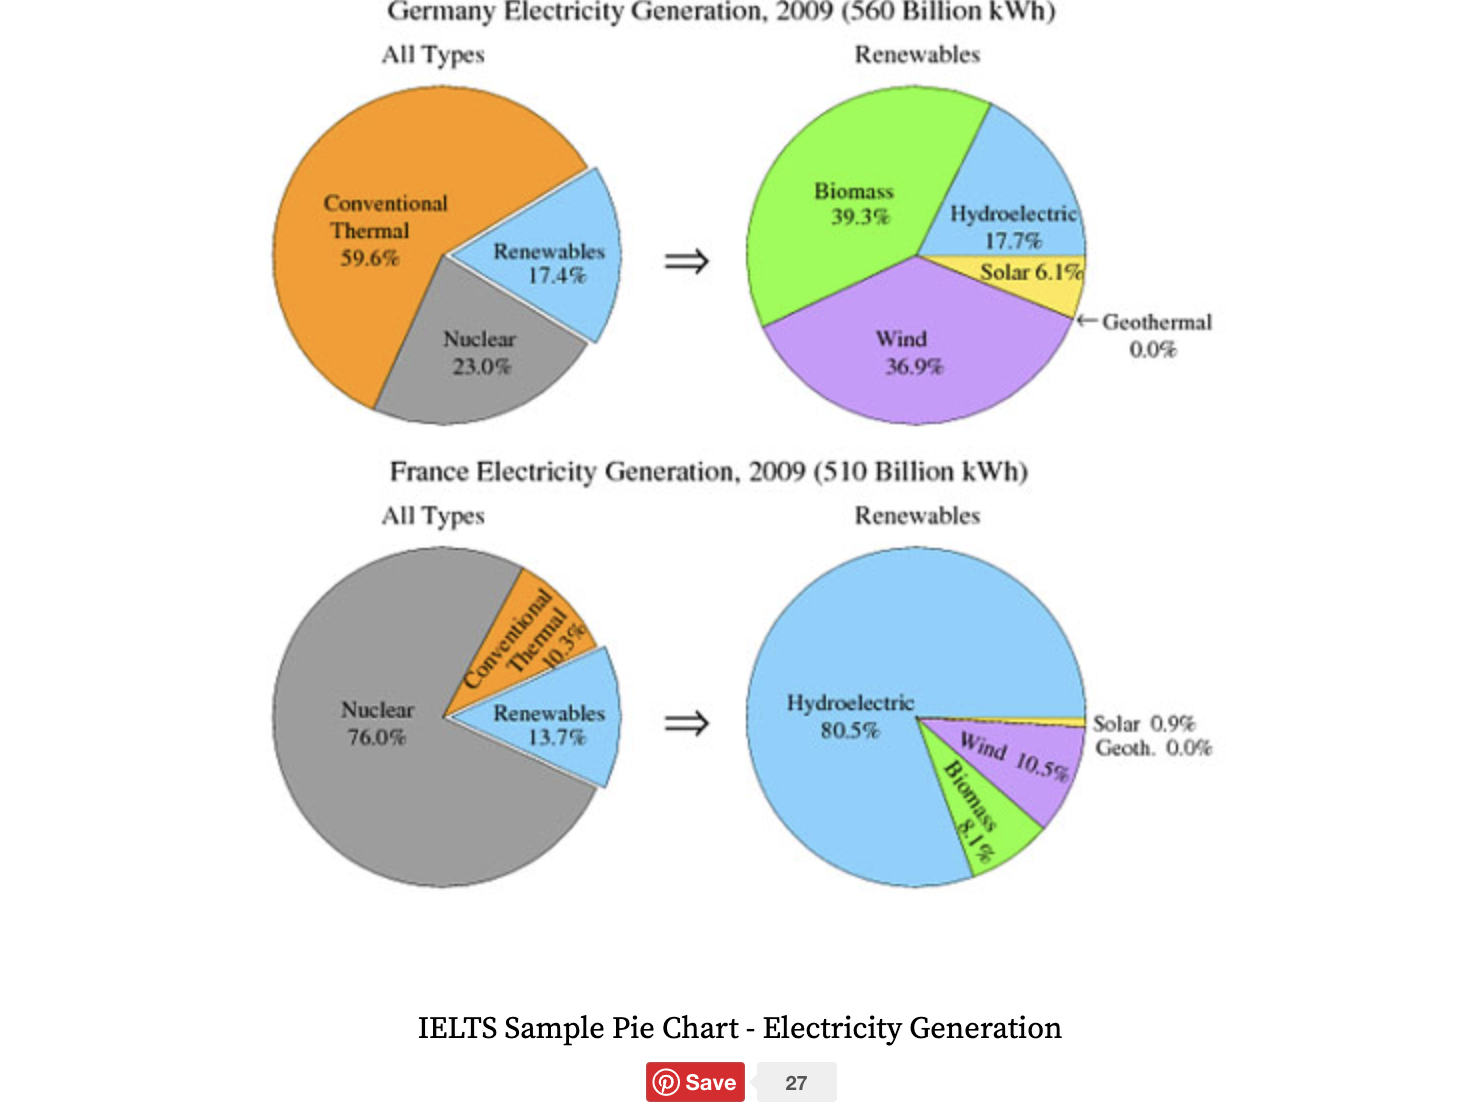 Germany Electricity Generation, 2009 (560 Billion kWh)
All Types
Renewables
Conventional
Thermal
59.6%
Renewables
17.4%
Nuclear
23.0%
⇒
Biomass
39.3%
Hydroelectric
17.7%
Solar 6.1%
←Geothermal
0.0%
Wind
36.9%
France Electricity Generation, 2009 (510 Billion kWh)
All Types
Renewables
Conventional
Thermal
10.3%
Nuclear
76.0%
Renewables
13.7%
⇒
Hydroelectric
80.5%
Solar 0.9%
Geoth. 0.0%
Wind 10.5%
Biomass
8.1%
IELTS Sample Pie Chart - Electricity Generation
Save
27